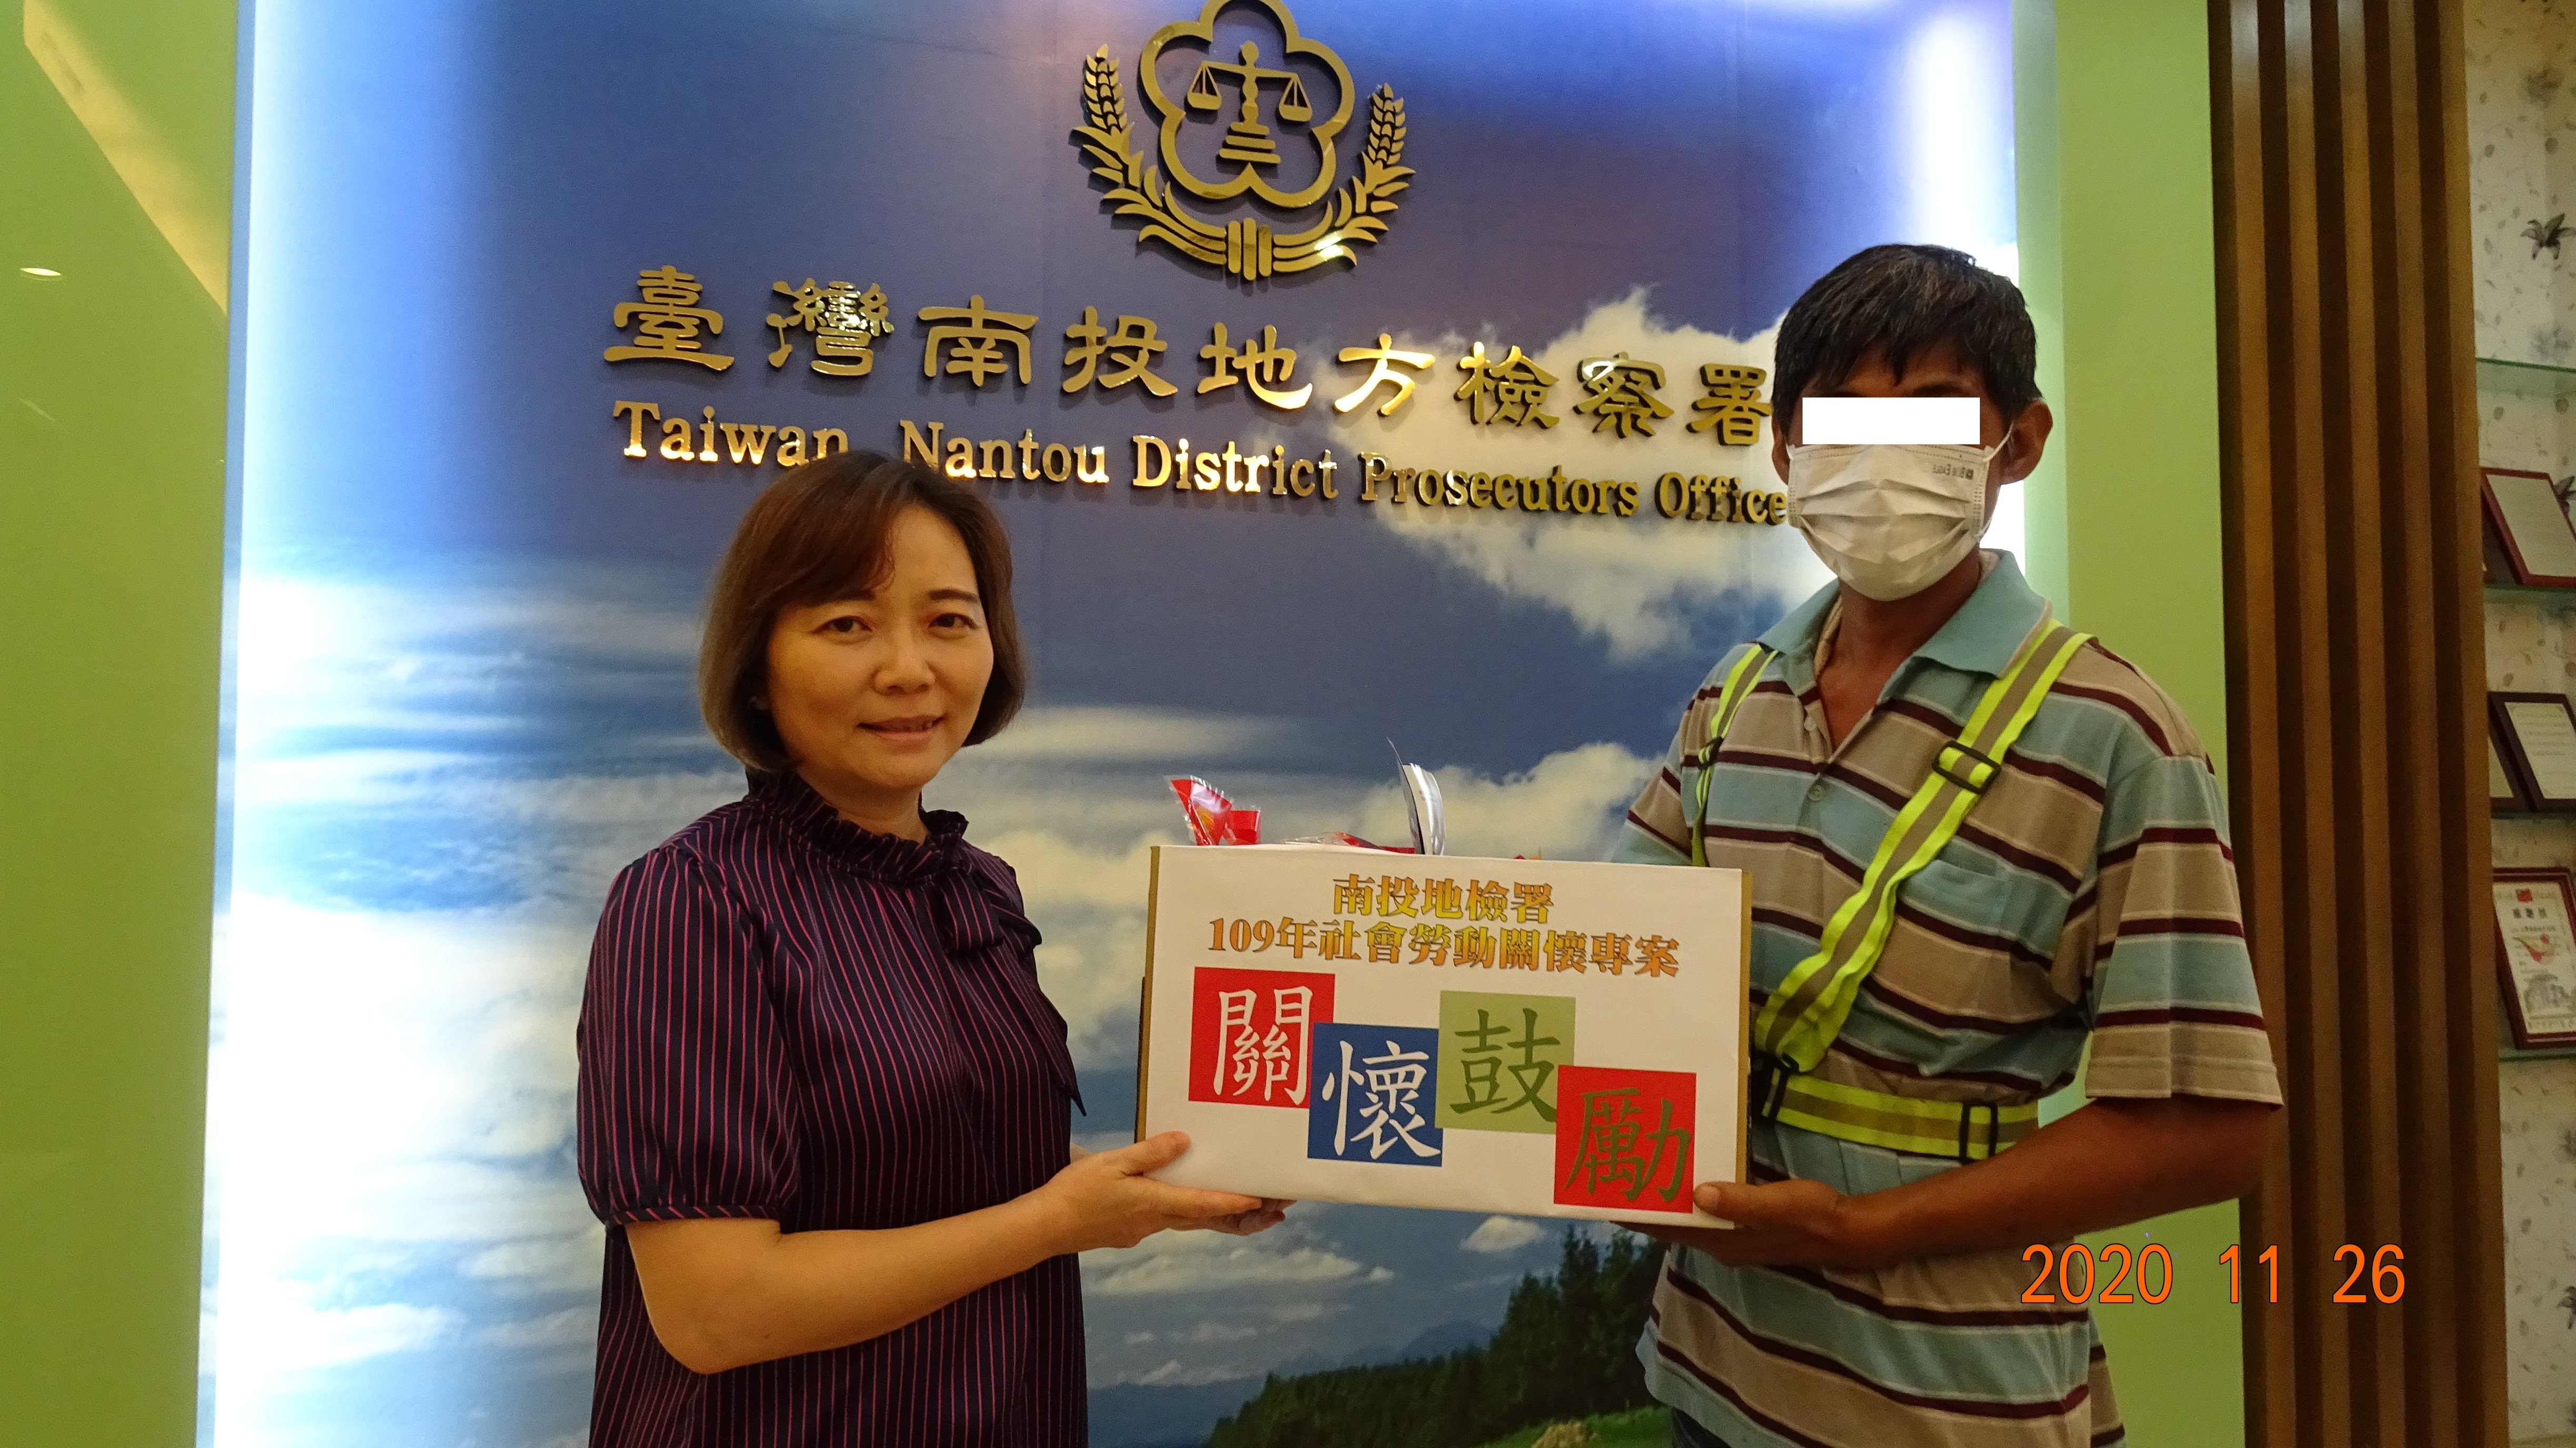 臺灣南投地方檢察署
Taiwan Nantou District Prosecutors Office
南投地檢署
109年社會勞動關懷專案
關懷鼓勵
2020 11 26